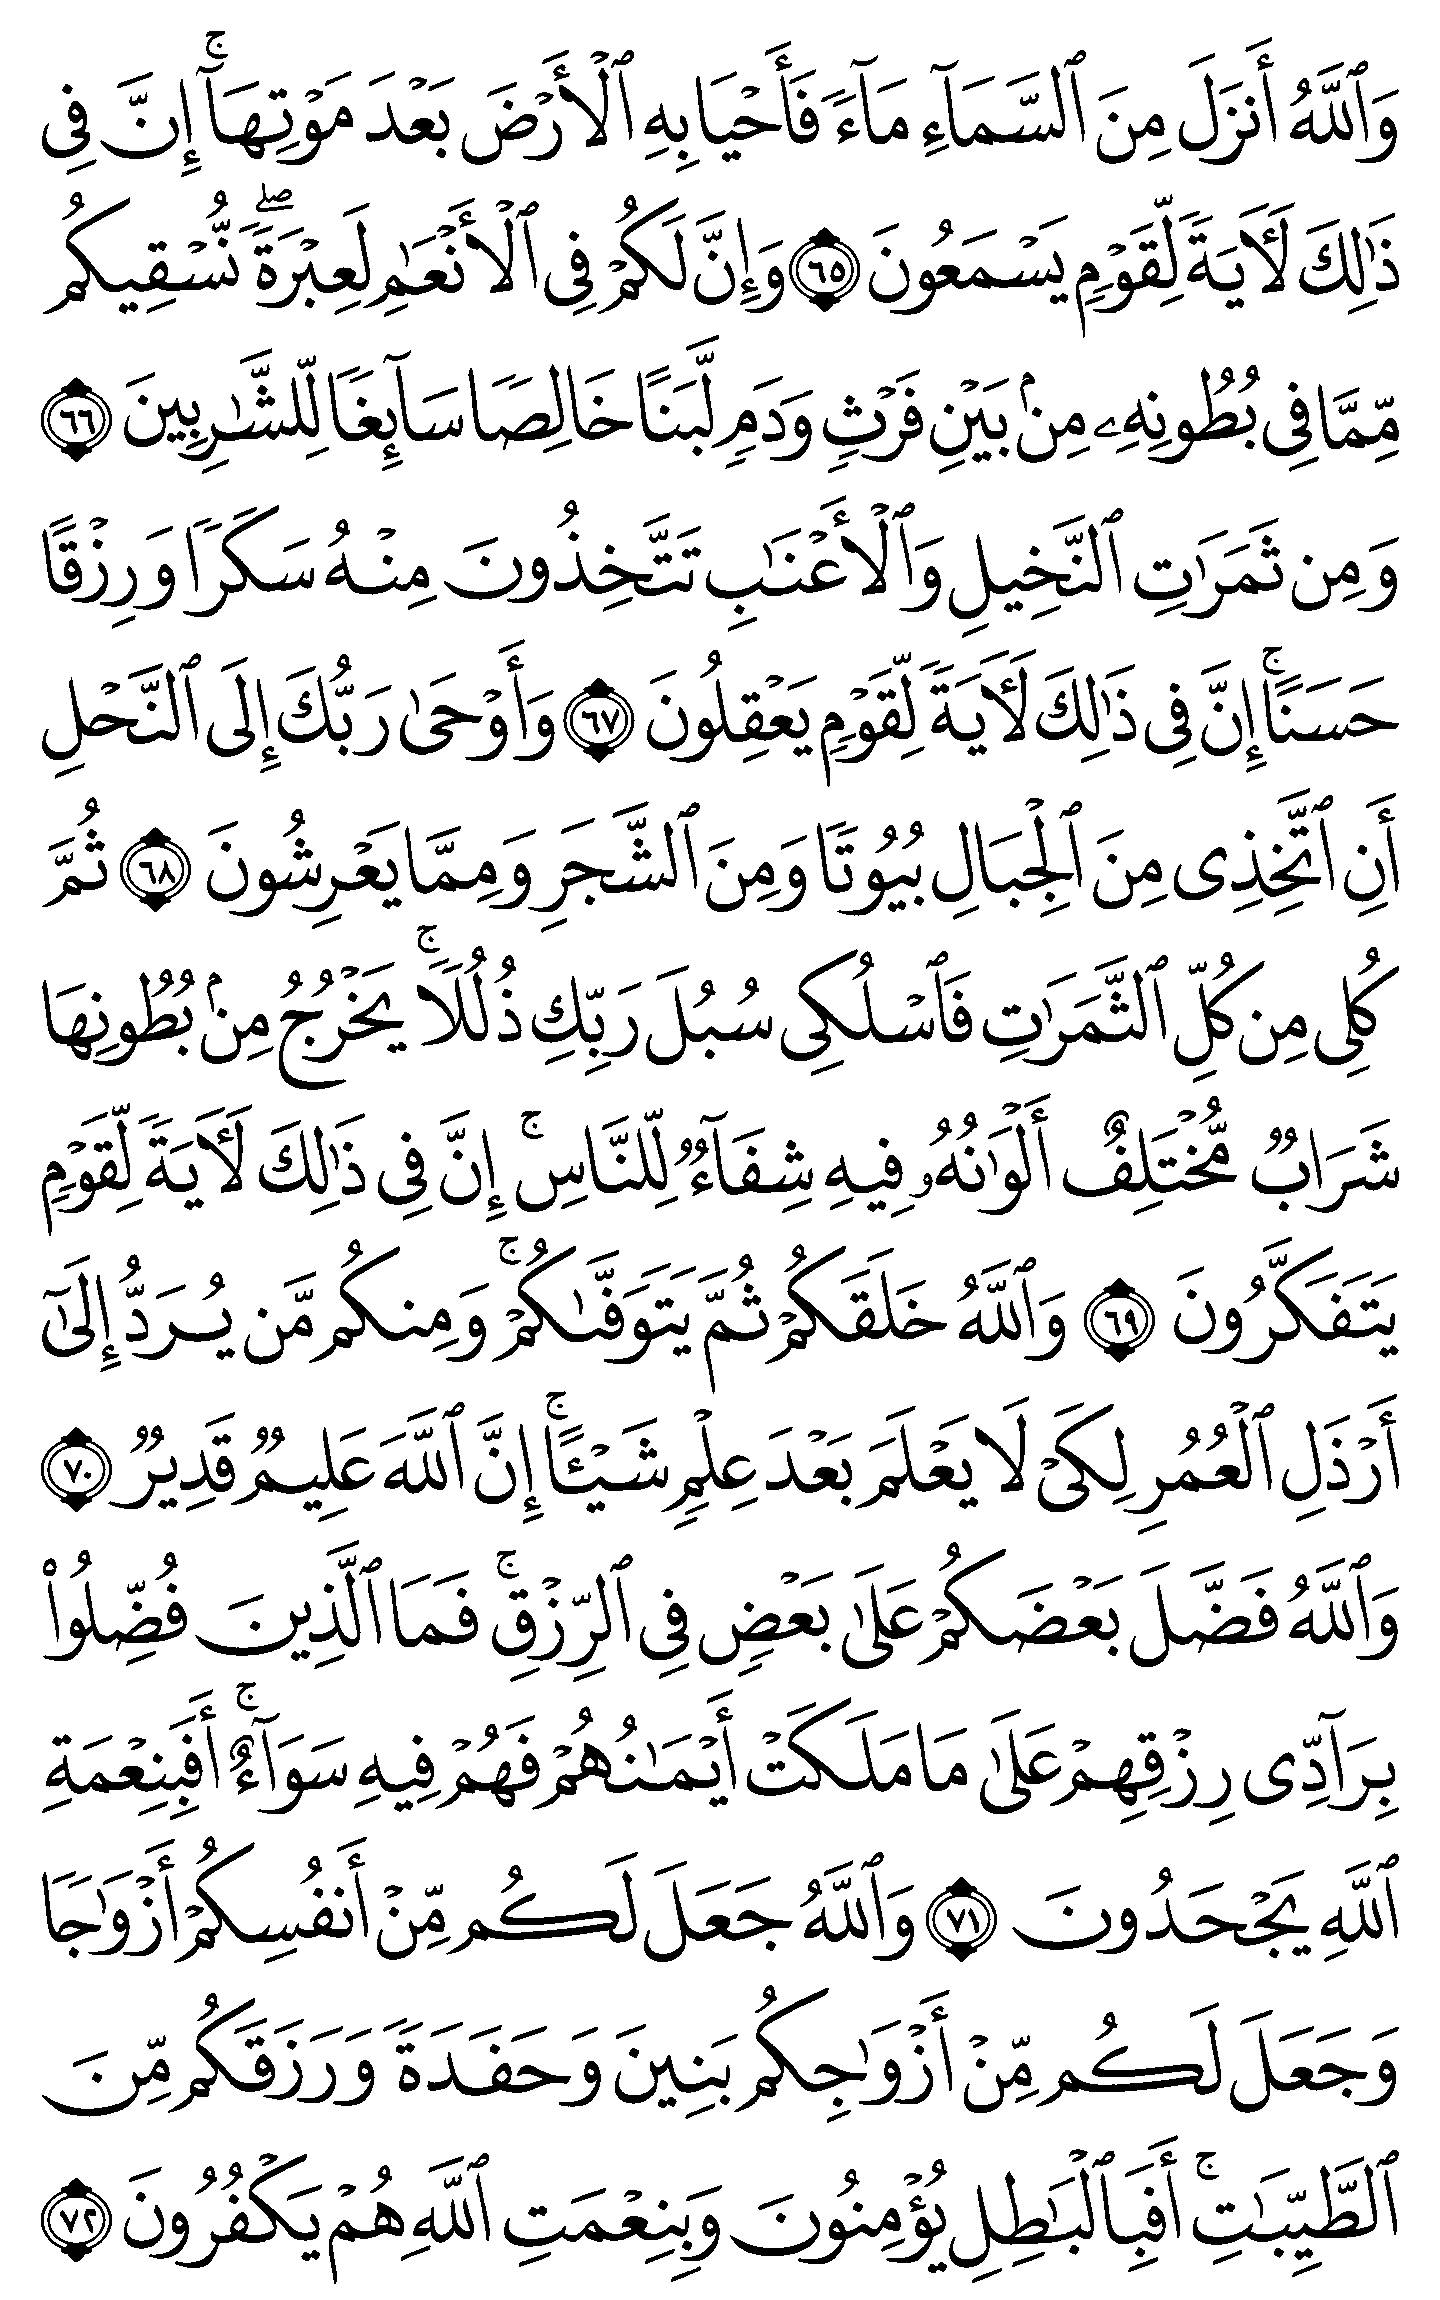 وَٱللَّهُ أَنزَلَ مِنَ ٱلسَّمَآءِ مَآءً فَأَحْيَا بِهِ ٱلْأَرْضَ بَعْدَ مَوْتِهَآ ۚ إِنَّ فِى
ذَٰلِكَ لَـَٔايَةً لِّقَوْمٍ يَسْمَعُونَ ٦٥ وَإِنَّ لَكُمْ فِى ٱلْأَنْعَـٰمِ لَعِبْرَةً ۖ نُّسْقِيكُم
مِّمَّا فِى بُطُونِهِۦ مِنۢ بَيْنِ فَرْثٍ وَدَمٍ لَّبَنًا خَالِصًا سَآئِغًا لِّلشَّـٰرِبِينَ ٦٦
وَمِن ثَمَرَٰتِ ٱلنَّخِيلِ وَٱلْأَعْنَـٰبِ تَتَّخِذُونَ مِنْهُ سَكَرًا وَرِزْقًا
حَسَنًا ۗ إِنَّ فِى ذَٰلِكَ لَـَٔايَةً لِّقَوْمٍ يَعْقِلُونَ ٦٧ وَأَوْحَىٰ رَبُّكَ إِلَى ٱلنَّحْلِ
أَنِ ٱتَّخِذِى مِنَ ٱلْجِبَالِ بُيُوتًا وَمِنَ ٱلشَّجَرِ وَمِمَّا يَعْرِشُونَ ٦٨ ثُمَّ
كُلِى مِن كُلِّ ٱلثَّمَرَٰتِ فَٱسْلُكِى سُبُلَ رَبِّكِ ذُلُلًا ۚ يَخْرُجُ مِنۢ بُطُونِهَا
شَرَابٌ مُّخْتَلِفٌ أَلْوَٰنُهُۥ فِيهِ شِفَآءٌ لِّلنَّاسِ ۚ إِنَّ فِى ذَٰلِكَ لَـَٔايَةً لِّقَوْمٍ
يَتَفَكَّرُونَ ٦٩ وَٱللَّهُ خَلَقَكُمْ ثُمَّ يَتَوَفَّىٰكُمْ ۚ وَمِنكُم مَّن يُرَدُّ إِلَىٰٓ
أَرْذَلِ ٱلْعُمُرِ لِكَىْ لَا يَعْلَمَ بَعْدَ عِلْمٍ شَيْـًٔا ۚ إِنَّ ٱللَّهَ عَلِيمٌ قَدِيرٌ ٧٠
وَٱللَّهُ فَضَّلَ بَعْضَكُمْ عَلَىٰ بَعْضٍ فِى ٱلرِّزْقِ ۚ فَمَا ٱلَّذِينَ فُضِّلُوا۟
بِرَآدِّى رِزْقِهِمْ عَلَىٰ مَا مَلَكَتْ أَيْمَـٰنُهُمْ فَهُمْ فِيهِ سَوَآءٌ ۚ أَفَبِنِعْمَةِ
ٱللَّهِ يَجْحَدُونَ ٧١ وَٱللَّهُ جَعَلَ لَكُم مِّنْ أَنفُسِكُمْ أَزْوَٰجًا
وَجَعَلَ لَكُم مِّنْ أَزْوَٰجِكُم بَنِينَ وَحَفَدَةً وَرَزَقَكُم مِّنَ
ٱلطَّيِّبَـٰتِ ۚ أَفَبِٱلْبَـٰطِلِ يُؤْمِنُونَ وَبِنِعْمَتِ ٱللَّهِ هُمْ يَكْفُرُونَ ٧٢